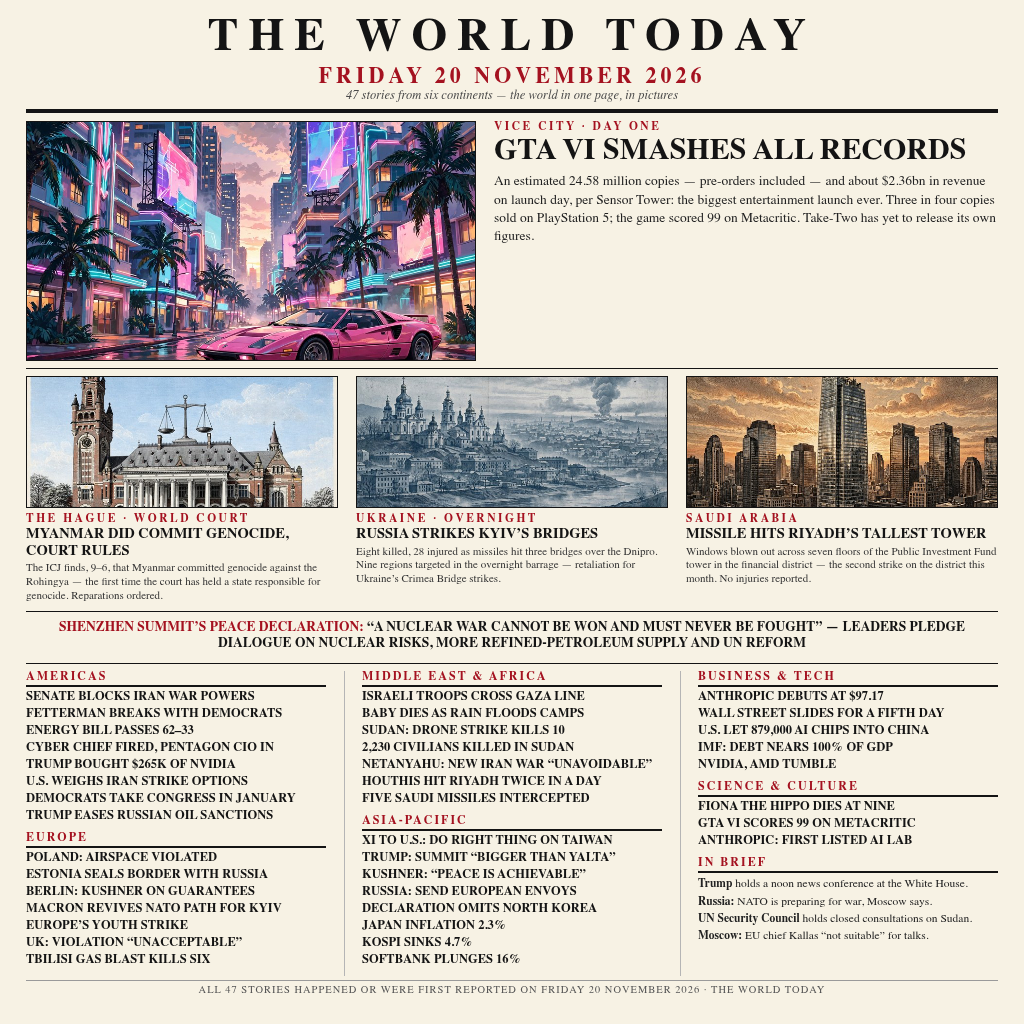 THE WORLD TODAY
FRIDAY 20 NOVEMBER 2026
47 stories from six continents — the world in one page, in pictures
VICE CITY · DAY ONE
GTA VI SMASHES ALL RECORDS
An estimated 24.58 million copies — pre-orders included — and about $2.36bn in revenue
on launch day, per Sensor Tower: the biggest entertainment launch ever. Three in four copies
sold on PlayStation 5; the game scored 99 on Metacritic. Take-Two has yet to release its own
figures.
THE HAGUE · WORLD COURT
MYANMAR DID COMMIT GENOCIDE,
COURT RULES
The ICJ finds, 9–6, that Myanmar committed genocide against the
Rohingya — the first time the court has held a state responsible for
genocide. Reparations ordered.
UKRAINE · OVERNIGHT
RUSSIA STRIKES KYIV’S BRIDGES
Eight killed, 28 injured as missiles hit three bridges over the Dnipro.
Nine regions targeted in the overnight barrage — retaliation for
Ukraine’s Crimea Bridge strikes.
SAUDI ARABIA
MISSILE HITS RIYADH’S TALLEST TOWER
Windows blown out across seven floors of the Public Investment Fund
tower in the financial district — the second strike on the district this
month. No injuries reported.
SHENZHEN SUMMIT’S PEACE DECLARATION: “A NUCLEAR WAR CANNOT BE WON AND MUST NEVER BE FOUGHT” — LEADERS PLEDGE
DIALOGUE ON NUCLEAR RISKS, MORE REFINED-PETROLEUM SUPPLY AND UN REFORM
AMERICAS
SENATE BLOCKS IRAN WAR POWERS
FETTERMAN BREAKS WITH DEMOCRATS
ENERGY BILL PASSES 62–33
CYBER CHIEF FIRED, PENTAGON CIO IN
TRUMP BOUGHT $265K OF NVIDIA
U.S. WEIGHS IRAN STRIKE OPTIONS
DEMOCRATS TAKE CONGRESS IN JANUARY
TRUMP EASES RUSSIAN OIL SANCTIONS
EUROPE
POLAND: AIRSPACE VIOLATED
ESTONIA SEALS BORDER WITH RUSSIA
BERLIN: KUSHNER ON GUARANTEES
MACRON REVIVES NATO PATH FOR KYIV
EUROPE’S YOUTH STRIKE
UK: VIOLATION “UNACCEPTABLE”
TBILISI GAS BLAST KILLS SIX
MIDDLE EAST & AFRICA
ISRAELI TROOPS CROSS GAZA LINE
BABY DIES AS RAIN FLOODS CAMPS
SUDAN: DRONE STRIKE KILLS 10
2,230 CIVILIANS KILLED IN SUDAN
NETANYAHU: NEW IRAN WAR “UNAVOIDABLE”
HOUTHIS HIT RIYADH TWICE IN A DAY
FIVE SAUDI MISSILES INTERCEPTED
ASIA-PACIFIC
XI TO U.S.: DO RIGHT THING ON TAIWAN
TRUMP: SUMMIT “BIGGER THAN YALTA”
KUSHNER: “PEACE IS ACHIEVABLE”
RUSSIA: SEND EUROPEAN ENVOYS
DECLARATION OMITS NORTH KOREA
JAPAN INFLATION 2.3%
KOSPI SINKS 4.7%
SOFTBANK PLUNGES 16%
BUSINESS & TECH
ANTHROPIC DEBUTS AT $97.17
WALL STREET SLIDES FOR A FIFTH DAY
U.S. LET 879,000 AI CHIPS INTO CHINA
IMF: DEBT NEARS 100% OF GDP
NVIDIA, AMD TUMBLE
SCIENCE & CULTURE
FIONA THE HIPPO DIES AT NINE
GTA VI SCORES 99 ON METACRITIC
ANTHROPIC: FIRST LISTED AI LAB
IN BRIEF
Trump holds a noon news conference at the White House.
Russia: NATO is preparing for war, Moscow says.
UN Security Council holds closed consultations on Sudan.
Moscow: EU chief Kallas “not suitable” for talks.
ALL 47 STORIES HAPPENED OR WERE FIRST REPORTED ON FRIDAY 20 NOVEMBER 2026 · THE WORLD TODAY